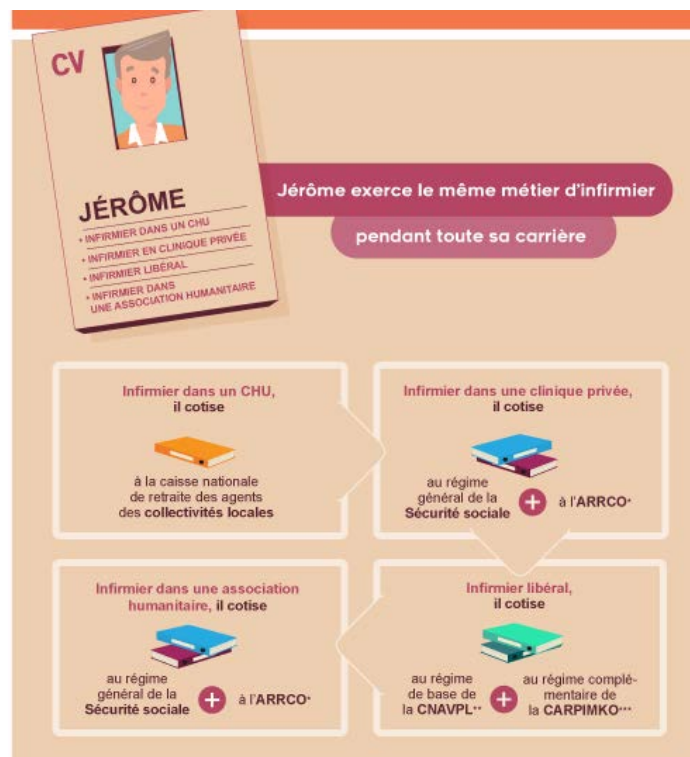 CV
JÉRÔME
• INFIRMIER DANS UN CHU
• INFIRMIER EN CLINIQUE PRIVÉE
• INFIRMIER LIBÉRAL
• INFIRMIER DANS
UNE ASSOCIATION HUMANITAIRE
Jérôme exerce le même métier d'infirmier
pendant toute sa carrière
Infirmier dans un CHU,
il cotise
à la caisse nationale
de retraite des agents
des collectivités locales
Infirmier dans une clinique privée,
il cotise
au régime
général de la
Sécurité sociale
+
à l'ARRCO*
Infirmier libéral,
il cotise
au régime
de base de
la CNAVPL**
+
au régime complé-
mentaire de
la CARPIMKO***
Infirmier dans une association
humanitaire, il cotise
au régime
général de la
Sécurité sociale
+
à l'ARRCO*